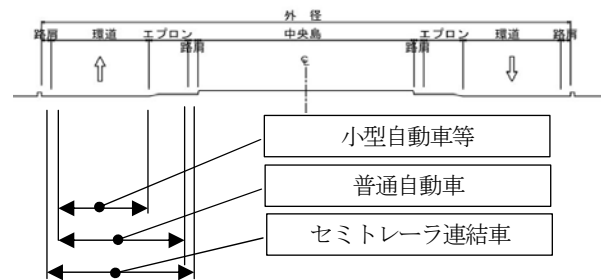 外 径
路肩 環道 エプロン 路肩 中央島 路肩 エプロン 環道 路肩
℄
小型自動車等
普通自動車
セミトレーラ連結車